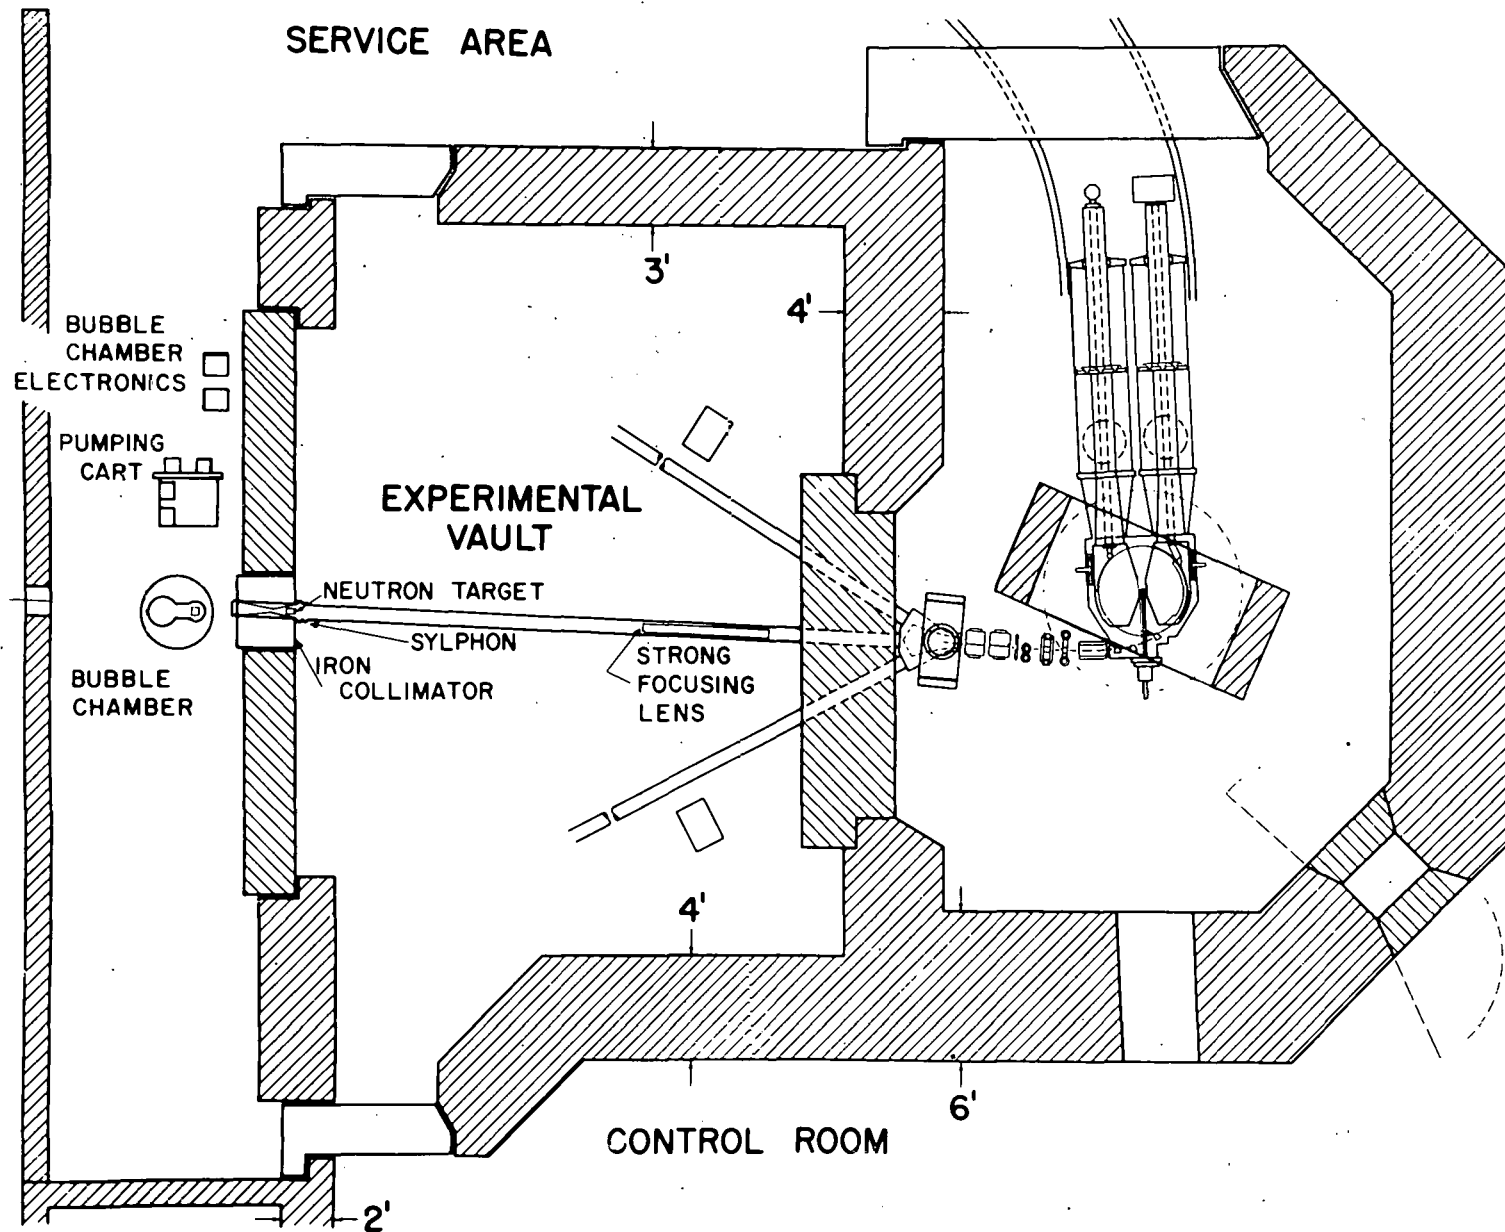 SERVICE AREA
3'
4'
BUBBLE
CHAMBER
ELECTRONICS
PUMPING
CART
EXPERIMENTAL
VAULT
NEUTRON TARGET
SYLPHON
IRON
COLLIMATOR
STRONG
FOCUSING
LENS
BUBBLE
CHAMBER
4'
6'
CONTROL ROOM
2'